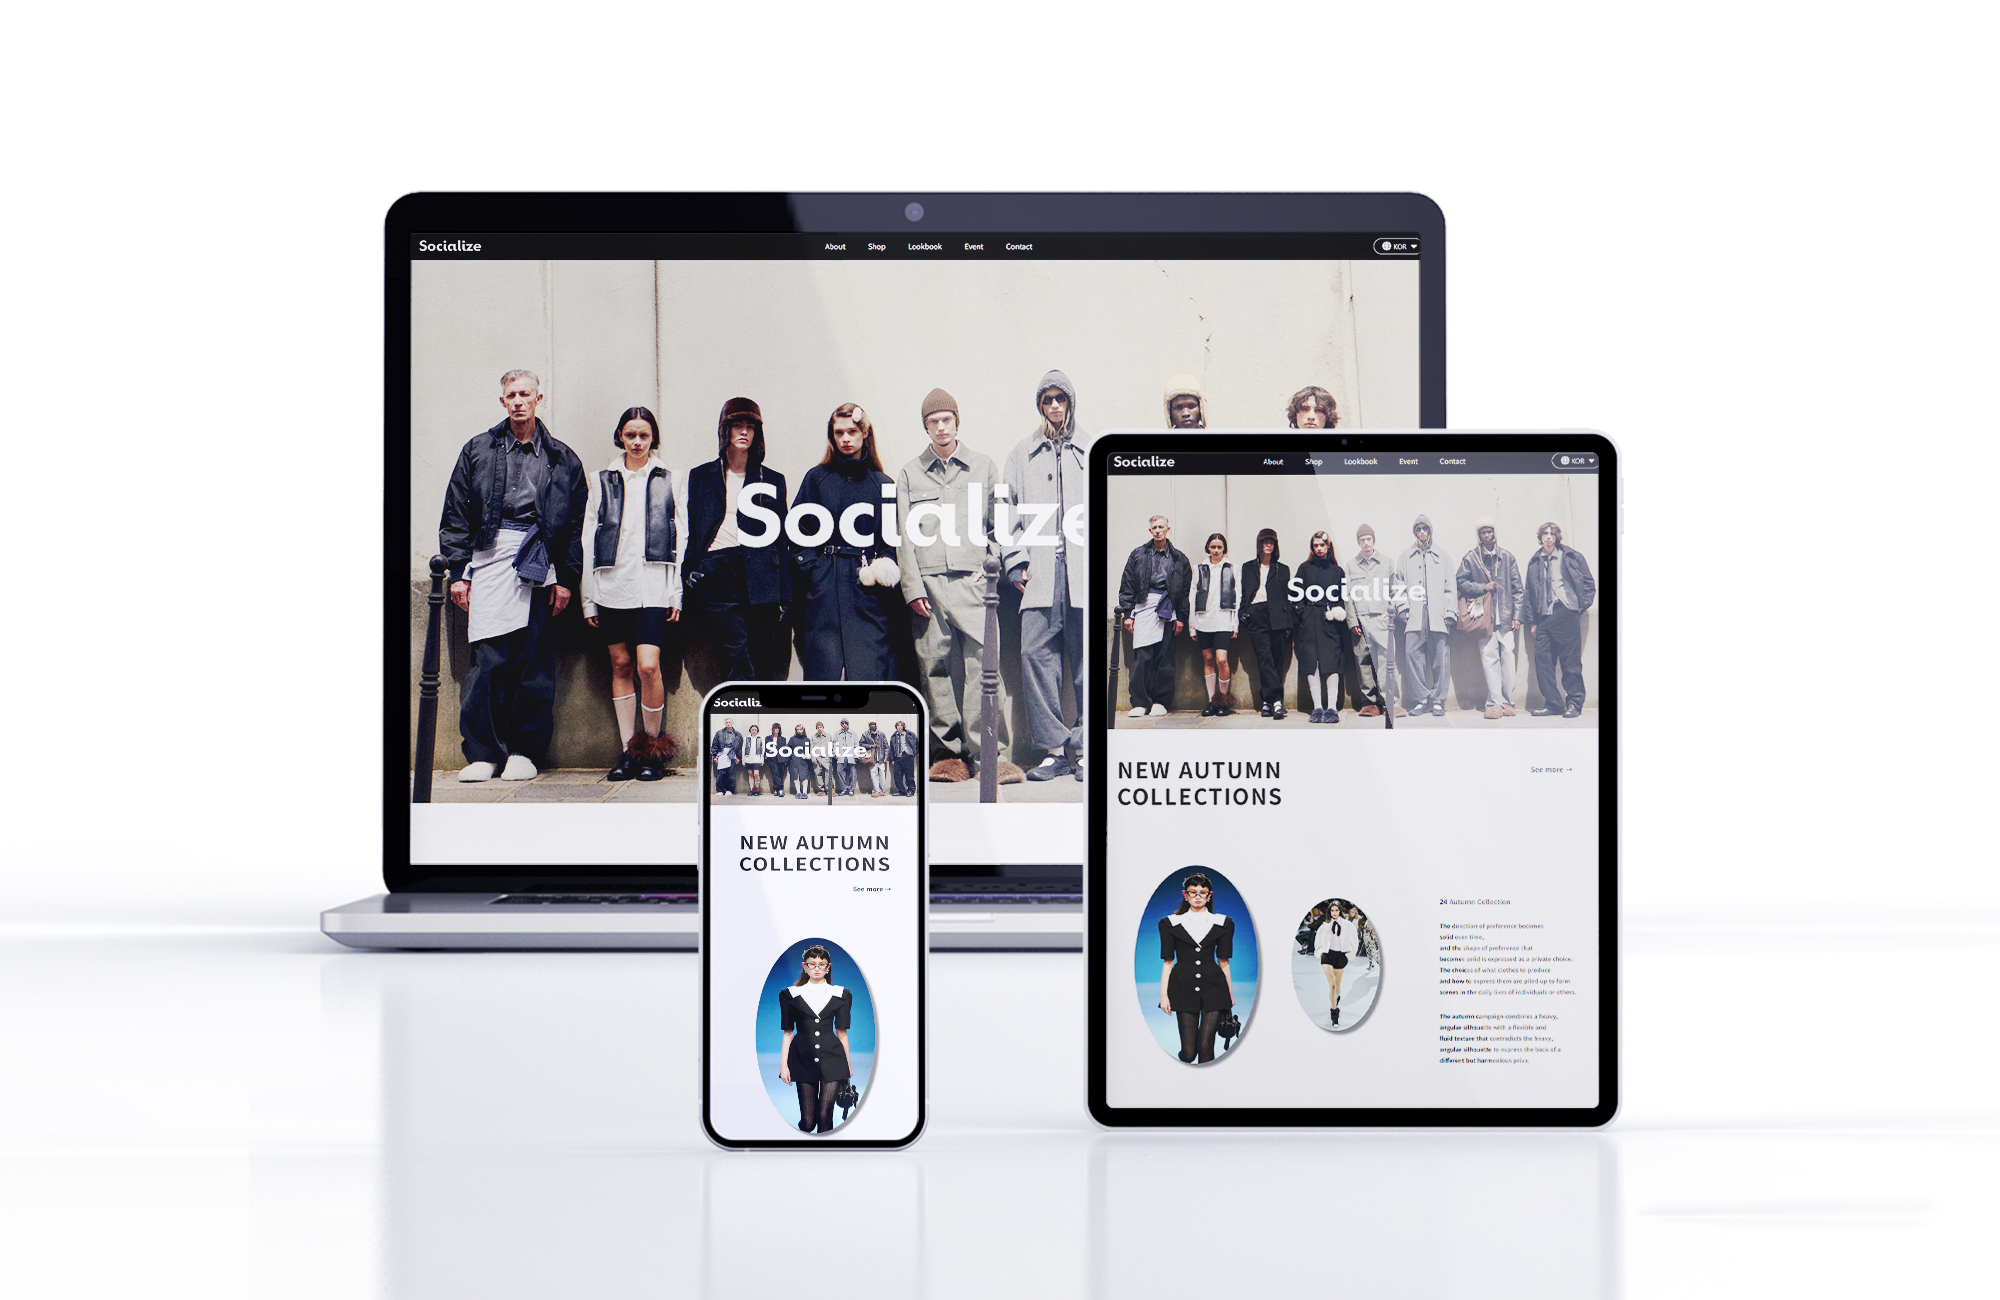 Socialize
About Shop Lookbook Event Contact
KOR
Socialize
Socialize
About Shop Lookbook Event Contact
KOR
Socialize
NEW AUTUMN
COLLECTIONS
See more →
24 Autumn Collection
The direction of preference becomes
solid over time,
and the shape of preference that
becomes solid is expressed as a private choice.
The choices of what clothes to produce
and how to express them are piled up to form
scenes in the daily lives of individuals or others.
The autumn campaign combines a heavy,
angular silhouette with a flexible and
fluid texture that contradicts the heavy,
angular silhouette to express the back of a
different but harmonious
Socializ
Socialize
NEW AUTUMN
COLLECTIONS
See more →